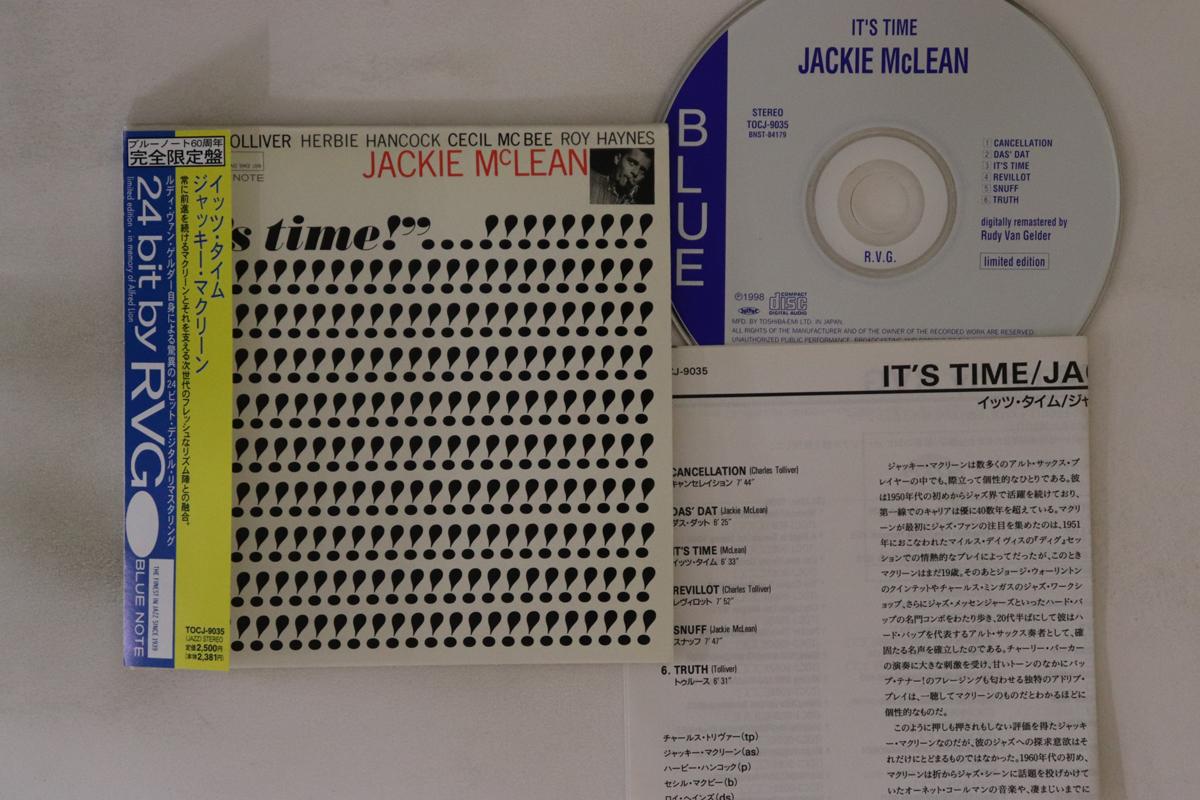 ブルーノート60周年
完全限定盤
24 bit by RVG
limited edition・in memory of Alfred Lion
ルディ・ヴァン・ゲルダー自身による驚異の24ビット・デジタル・リマスタリング
THE FINEST IN JAZZ SINCE 1939
BLUE NOTE
イッツ・タイム
ジャッキー・マクリーン
常に前進を続けるマクリーンとそれを支える次世代のフレッシュなリズム陣との融合。
TOCJ-9035
(JAZZ) STEREO
定価2,500円
(本体2,381円)
OLLIVER HERBIE HANCOCK CECIL MC BEE ROY HAYNES
JACKIE McLEAN
NOTE
's time!”...!!!!!!!!
IT'S TIME
JACKIE McLEAN
BLUE
STEREO
TOCJ-9035
BNST-84179
1 CANCELLATION
2 DAS' DAT
3 IT'S TIME
4 REVILLOT
5 SNUFF
6 TRUTH
digitally remastered by
Rudy Van Gelder
limited edition
R.V.G.
℗1998
COMPACT disc DIGITAL AUDIO
MFD. BY TOSHIBA-EMI LTD. IN JAPAN.
ALL RIGHTS OF THE MANUFACTURER AND OF THE OWNER OF THE RECORDED WORK ARE RESERVED.
UNAUTHORIZED PUBLIC PERFORMANCE, BROADCASTING AND
CJ-9035
IT'S TIME/JA
イッツ・タイム/ジャ
CANCELLATION (Charles Tolliver)
キャンセレイション 7' 44"
DAS' DAT (Jackie McLean)
ダス・ダット 6' 25"
IT'S TIME (McLean)
イッツ・タイム 6' 33"
REVILLOT (Charles Tolliver)
レヴィロット 7' 52"
SNUFF (Jackie McLean)
スナッフ 7' 47"
6. TRUTH (Tolliver)
トゥルース 6' 31"
チャールス・トリヴァー(tp)
ジャッキー・マクリーン(as)
ハービー・ハンコック(p)
セシル・マクビー(b)
ロイ・ヘインズ(ds)
ジャッキー・マクリーンは数多くのアルト・サックス・プ
レイヤーの中でも、際立って個性的なひとりである。彼
は1950年代の初めからジャズ界で活躍を続けており、
第一線でのキャリアは優に40数年を超えている。マクリ
ーンが最初にジャズ・ファンの注目を集めたのは、1951
年におこなわれたマイルス・デイヴィスの『ディグ』セッ
ションでの情熱的なプレイによってだったが、このとき
マクリーンはまだ19歳。そのあとジョージ・ウォーリントン
のクインテットやチャールス・ミンガスのジャズ・ワークシ
ョップ、さらにジャズ・メッセンジャーズといったハード・バ
ップの名門コンボをわたり歩き、20代半ばにして彼はハ
ード・バップを代表するアルト・サックス奏者として、確
固たる名声を確立したのである。チャーリー・パーカー
の演奏に大きな刺激を受け、甘いトーンのなかにバッ
プ・テナー!のフレージングも匂わせる独特のアドリブ・
プレイは、一聴してマクリーンのものだとわかるほどに
個性的なものだ。
このように押しも押されもしない評価を得たジャッキ
ー・マクリーンなのだが、彼のジャズへの探求意欲はそ
れだけにとどまるものではなかった。1960年代の初め、
マクリーンは折からジャズ・シーンに話題を投げかけて
いたオーネット・コールマンの音楽や、凄まじいまでに